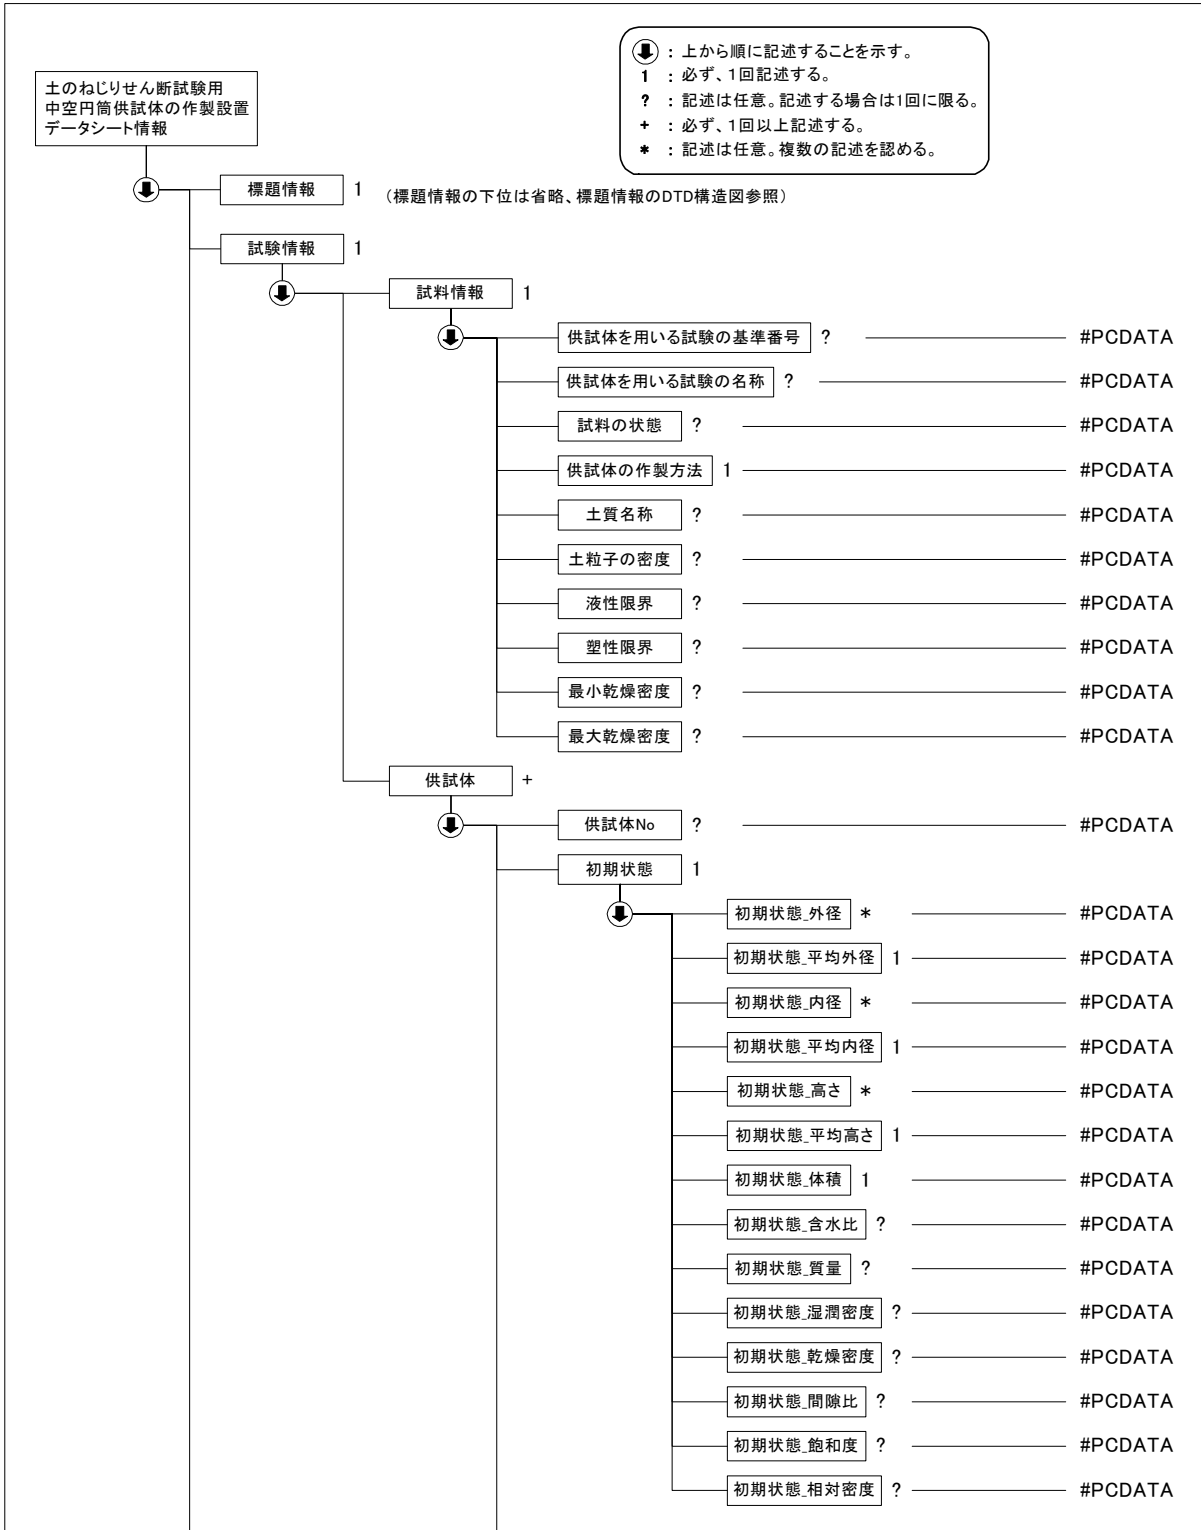 土のねじりせん断試験用
中空円筒供試体の作製設置
データシート情報
: 上から順に記述することを示す。
1 : 必ず、1回記述する。
? : 記述は任意。記述する場合は1回に限る。
+ : 必ず、1回以上記述する。
* : 記述は任意。複数の記述を認める。
標題情報 1 (標題情報の下位は省略、標題情報のDTD構造図参照)
試験情報 1
試料情報 1
供試体を用いる試験の基準番号 ? #PCDATA
供試体を用いる試験の名称 ? #PCDATA
試料の状態 ? #PCDATA
供試体の作製方法 1 #PCDATA
土質名称 ? #PCDATA
土粒子の密度 ? #PCDATA
液性限界 ? #PCDATA
塑性限界 ? #PCDATA
最小乾燥密度 ? #PCDATA
最大乾燥密度 ? #PCDATA
供試体 +
供試体No ? #PCDATA
初期状態 1
初期状態_外径 * #PCDATA
初期状態_平均外径 1 #PCDATA
初期状態_内径 * #PCDATA
初期状態_平均内径 1 #PCDATA
初期状態_高さ * #PCDATA
初期状態_平均高さ 1 #PCDATA
初期状態_体積 1 #PCDATA
初期状態_含水比 ? #PCDATA
初期状態_質量 ? #PCDATA
初期状態_湿潤密度 ? #PCDATA
初期状態_乾燥密度 ? #PCDATA
初期状態_間隙比 ? #PCDATA
初期状態_飽和度 ? #PCDATA
初期状態_相対密度 ? #PCDATA